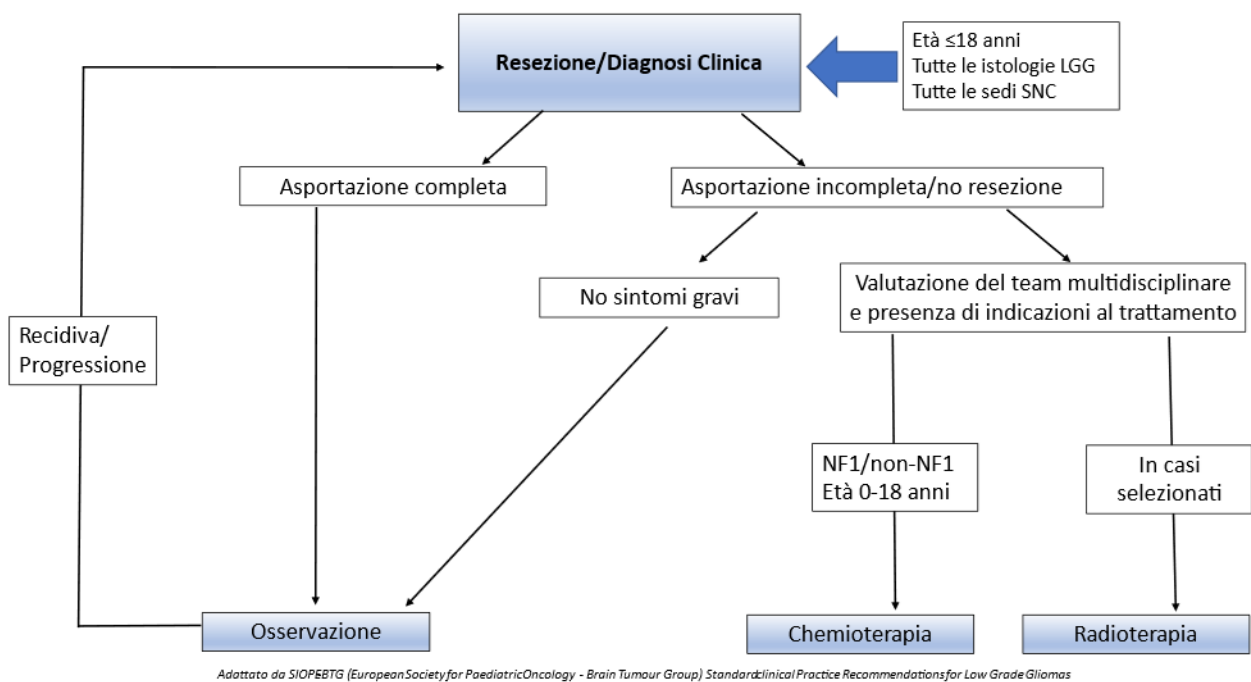 Resezione/Diagnosi Clinica
Età ≤18 anni
Tutte le istologie LGG
Tutte le sedi SNC
Asportazione completa
Asportazione incompleta/no resezione
No sintomi gravi
Valutazione del team multidisciplinare
e presenza di indicazioni al trattamento
Recidiva/
Progressione
NF1/non-NF1
Età 0-18 anni
In casi
selezionati
Osservazione
Chemioterapia
Radioterapia
Adattato da SIOPEBTG (European Society for Paediatric Oncology - Brain Tumour Group) Standard clinical Practice Recommendations for Low Grade Gliomas